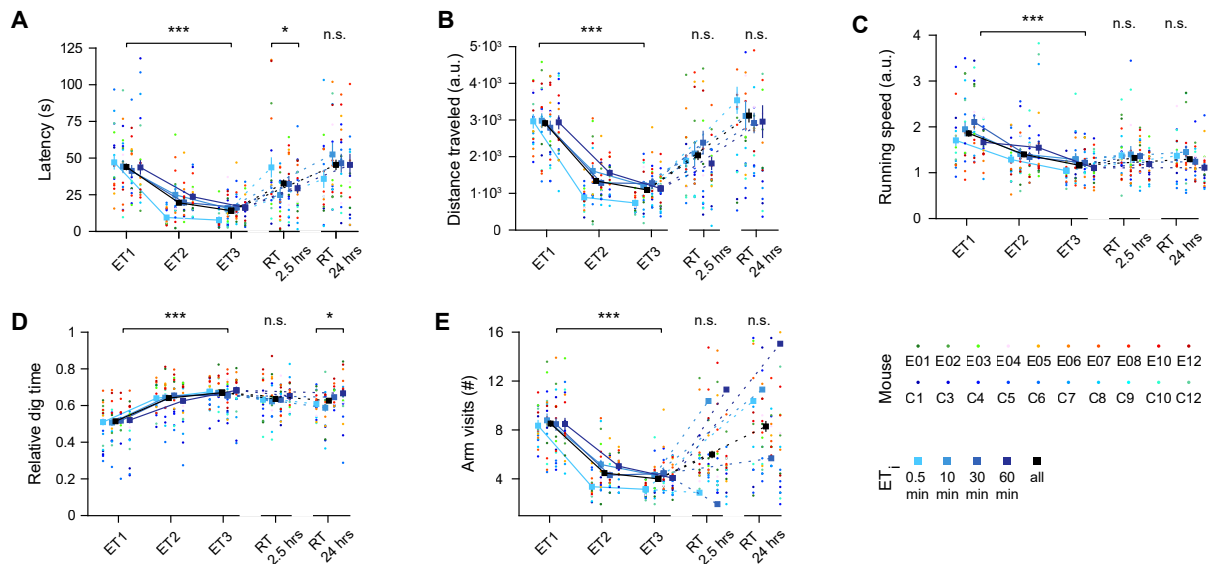 A
***
*
n.s.
Latency (s)
125
100
75
50
25
0
ET1
ET2
ET3
RT
2.5 hrs
RT
24 hrs
B
***
n.s.
n.s.
Distance traveled (a.u.)
5·10³
4·10³
3·10³
2·10³
1·10³
0
ET1
ET2
ET3
RT
2.5 hrs
RT
24 hrs
C
***
n.s.
n.s.
Running speed (a.u.)
4
3
2
1
0
ET1
ET2
ET3
RT
2.5 hrs
RT
24 hrs
D
***
n.s.
*
Relative dig time
1
0.8
0.6
0.4
0.2
0
ET1
ET2
ET3
RT
2.5 hrs
RT
24 hrs
E
***
n.s.
n.s.
Arm visits (#)
16
12
8
4
ET1
ET2
ET3
RT
2.5 hrs
RT
24 hrs
Mouse
E01 E02 E03 E04 E05 E06 E07 E08 E10 E12
C1 C3 C4 C5 C6 C7 C8 C9 C10 C12
ETi
0.5 10 30 60 all
min min min min